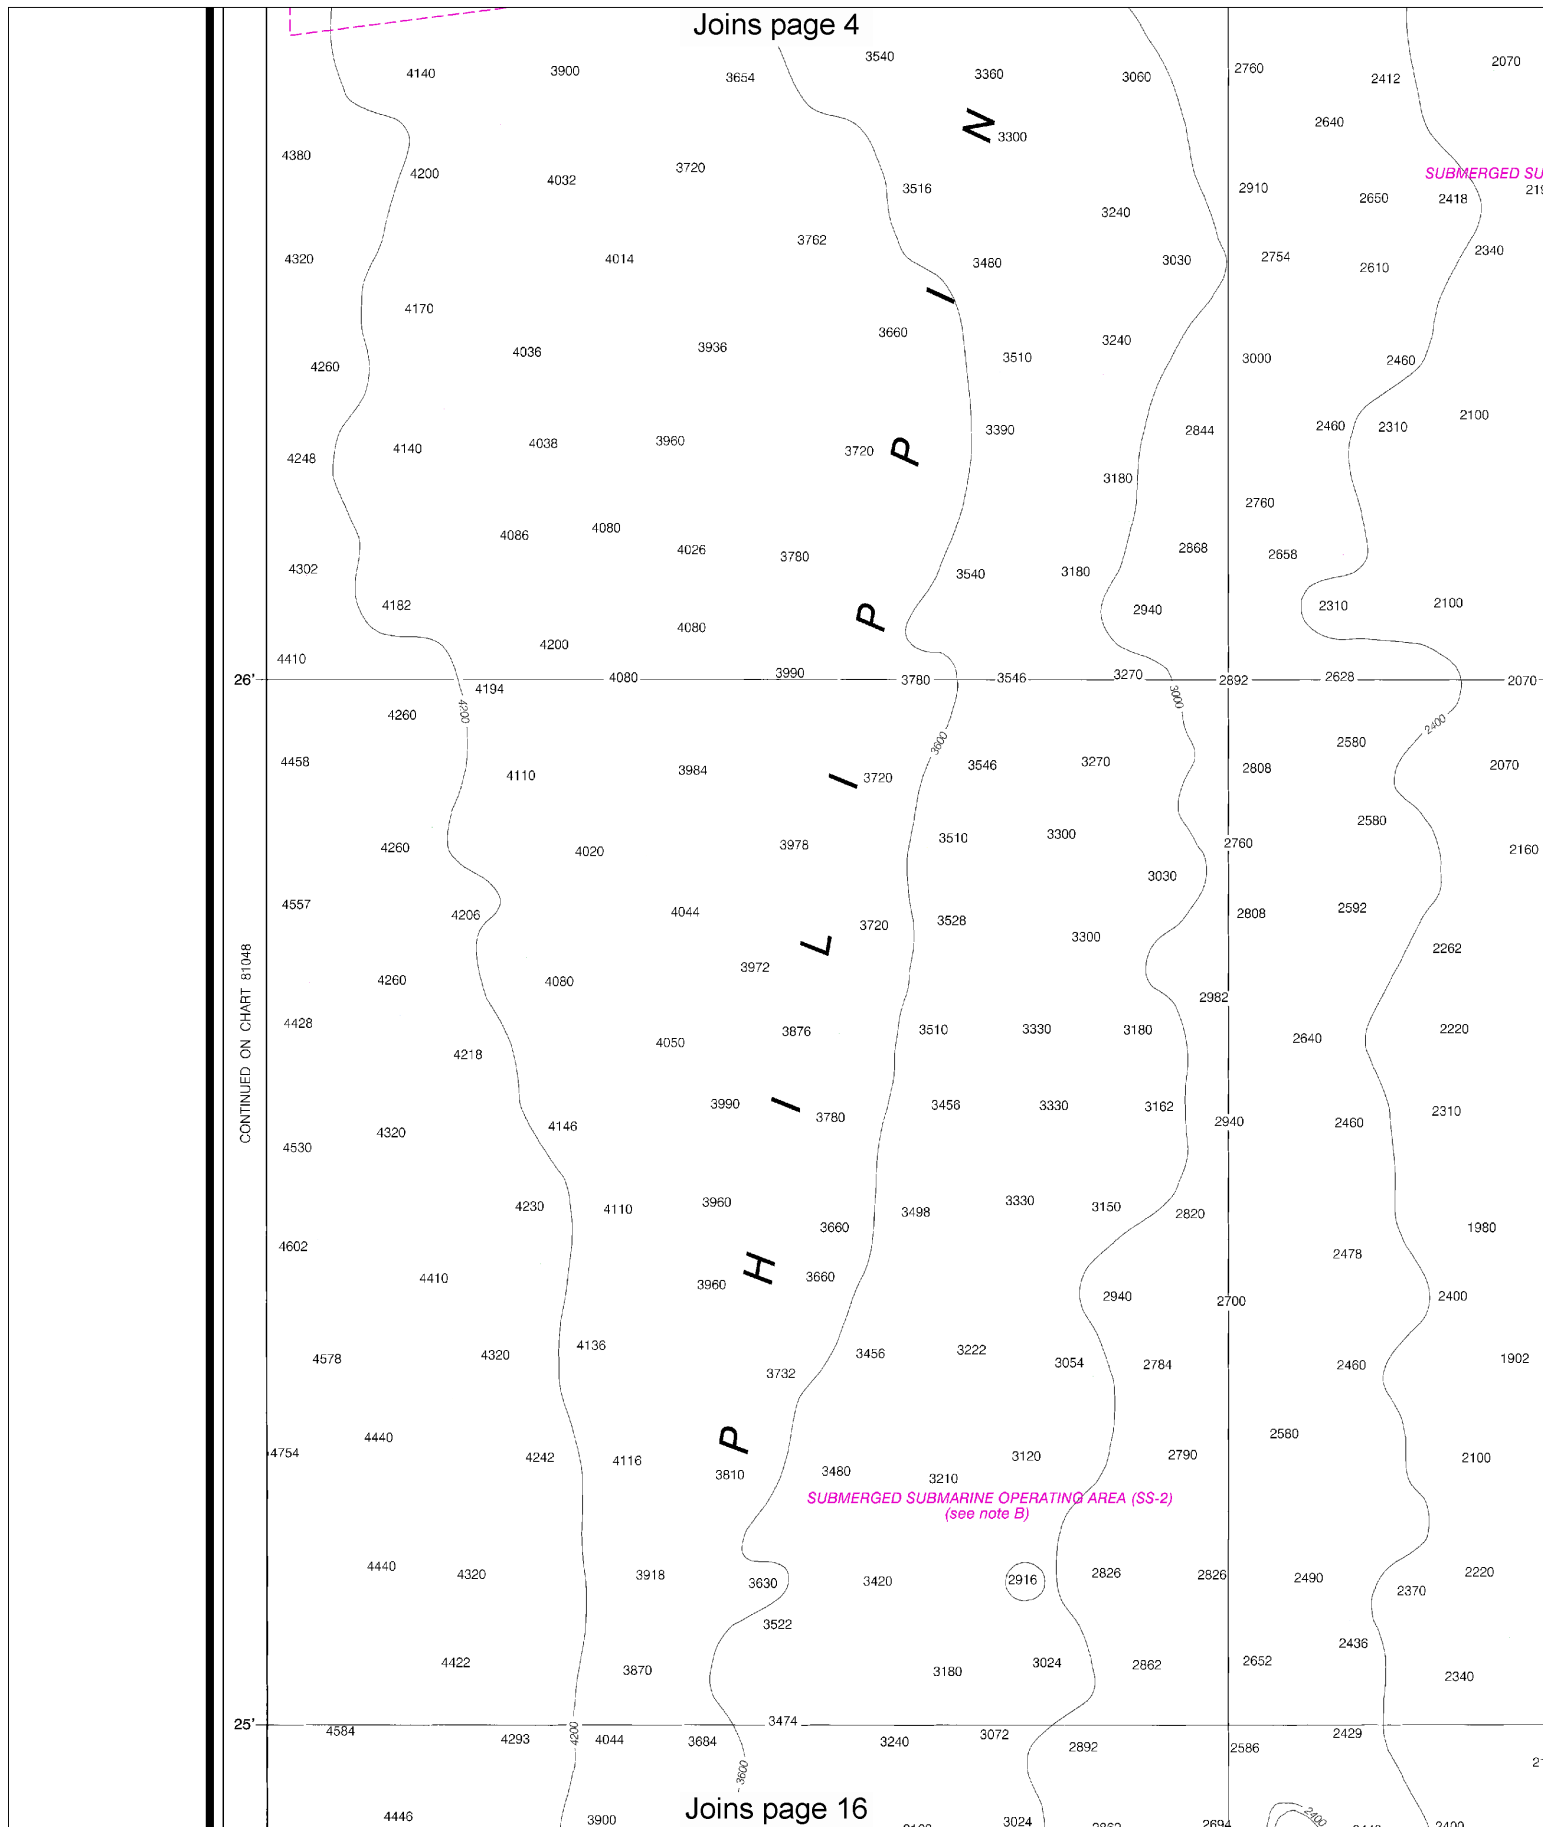 Joins page 4
3540
4140 3900 3654 3360 3060 2760 2412 2070
N
3300 2640
4380 4200 4032 3720 3516 2910 2650 2418
SUBMERGED SU
3240
3762
4320 4014 3480 3030 2754 2610 2340
I
4170 3660 3240
4260 4036 3936 3510 3000 2460
3390 2844 2460 2310 2100
4248 4140 4038 3960 3720 P
3180
4086 4080 2760
4302 4026 3780 3540 3180 2868 2658
4182 P 2940 2310 2100
4200 4080
4410
26' 4194 4080 3990 3780 3546 3270 2892 2628 2070
4260 4200 3000 2400
3600 2580
4458 4110 3984 I 3720 3546 3270 2808 2070
2580
4260 4020 3978 3510 3300 2760 2160
3030
4557 4206 4044 3720 3528 2808 2592
L 3300 2262
CONTINUED ON CHART 81048
4260 4080 3972 2982
4428 4218 4050 3876 3510 3330 3180 2640 2220
3990 I 3780 3456 3330 3162 2310
4530 4320 4146 2940 2460
4230 4110 3960 3660 3498 3330 3150 2820 1980
4602 2478
4410 H 3960 3660 2940 2700 2400
4578 4320 4136 3732 3456 3222 3054 2784 2460 1902
4754 4440 4242 4116 P 3810 3480 3210 3120 2790 2580 2100
SUBMERGED SUBMARINE OPERATING AREA (SS-2)
(see note B)
4440 4320 3918 3630 3420 2916 2826 2826 2490 2370 2220
3522
4422 3870 3180 3024 2862 2652 2436 2340
25' 4584 4293 4200 4044 3684 3474 3240 3072 2892 2586 2429
3600
Joins page 16
4446 3900 3024 2694 2400 2400